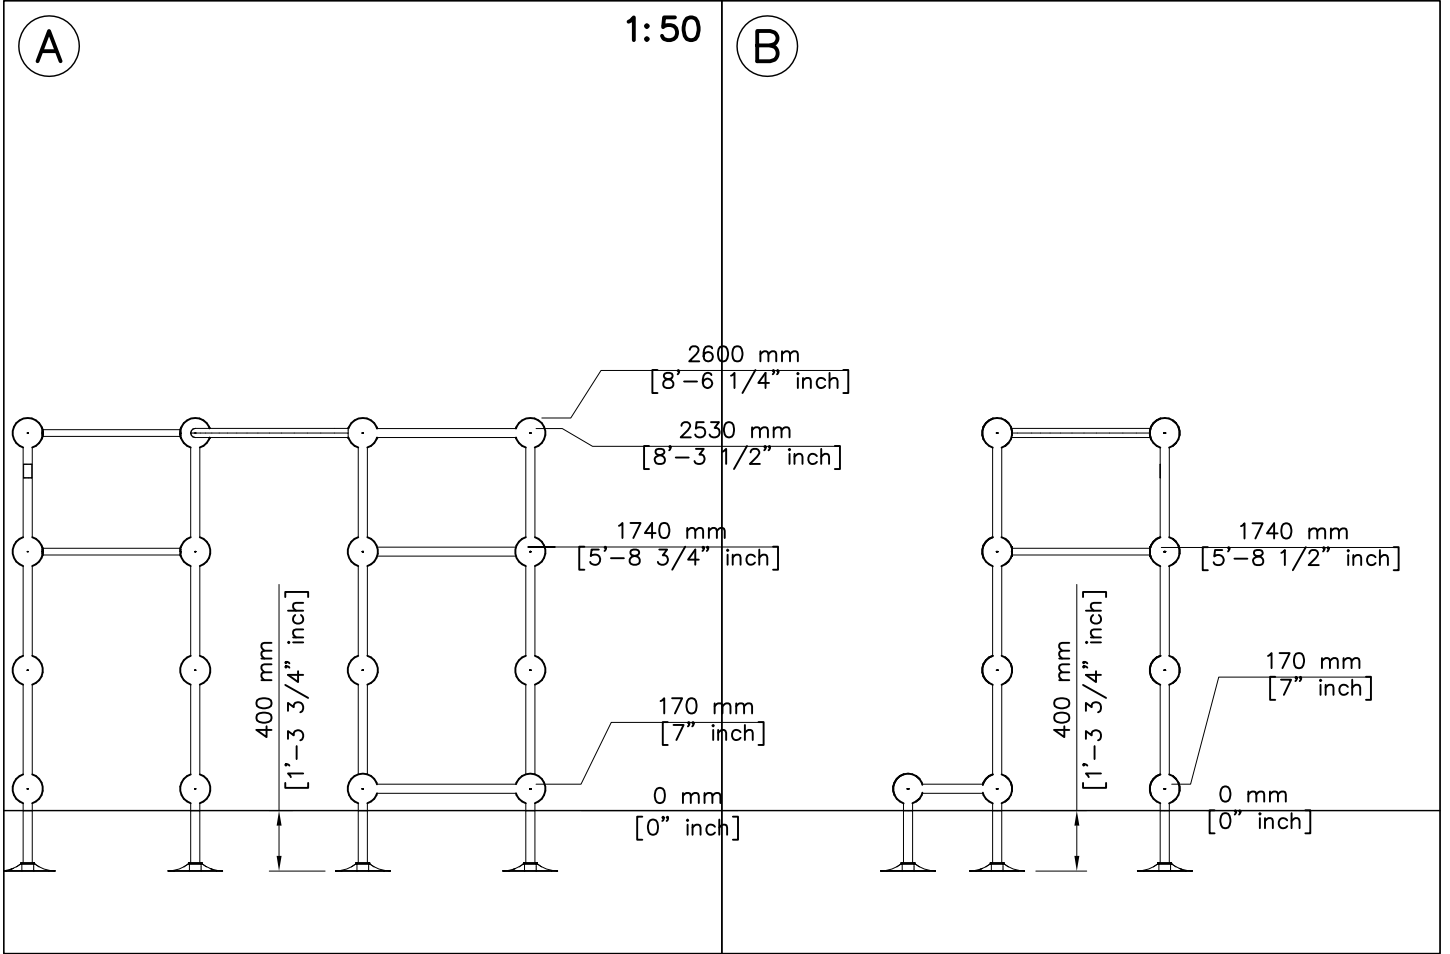 A
1:50
B
2600 mm
[8'-6 1/4" inch]
2530 mm
[8'-3 1/2" inch]
1740 mm
[5'-8 3/4" inch]
1740 mm
[5'-8 1/2" inch]
400 mm
[1'-3 3/4" inch]
400 mm
[1'-3 3/4" inch]
170 mm
[7" inch]
170 mm
[7" inch]
0 mm
[0" inch]
0 mm
[0" inch]